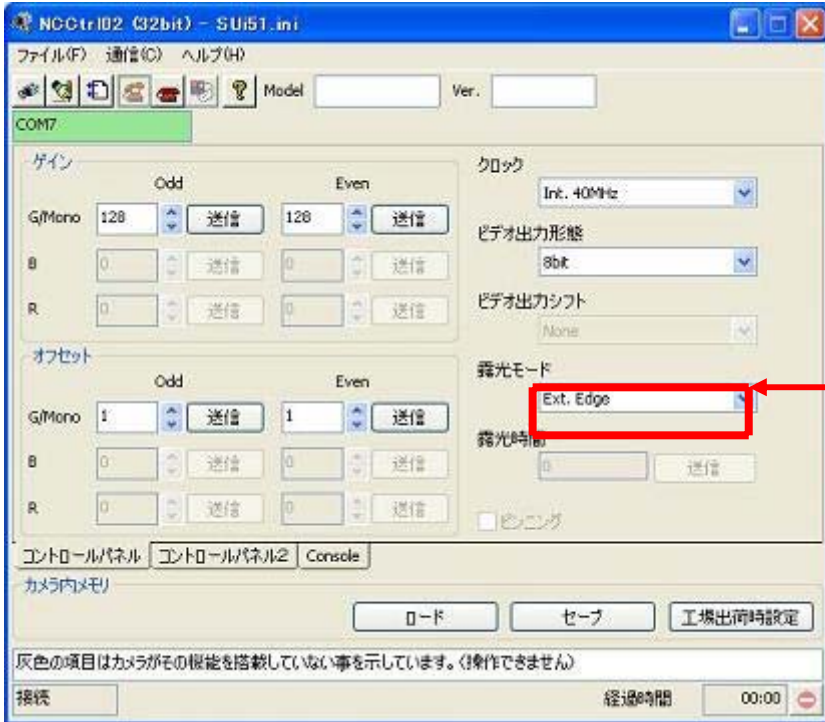 NCCtrl02 (32bit) - SUi51.ini
ファイル(F) 通信(C) ヘルプ(H)
Model Ver.
COM7
ゲイン
Odd Even
G/Mono 128 送信 128 送信
B 0 送信 0 送信
R 0 送信 0 送信
オフセット
Odd Even
G/Mono 1 送信 1 送信
B 0 送信 0 送信
R 0 送信 0 送信
クロック
Int. 40MHz
ビデオ出力形態
8bit
ビデオ出力シフト
None
露光モード
Ext. Edge
露光時間
0 送信
ビンニング
コントロールパネル コントロールパネル2 Console
カメラ内メモリ
ロード セーブ 工場出荷時設定
灰色の項目はカメラがその機能を搭載していない事を示しています。(操作できません)
接続 経過時間 00:00